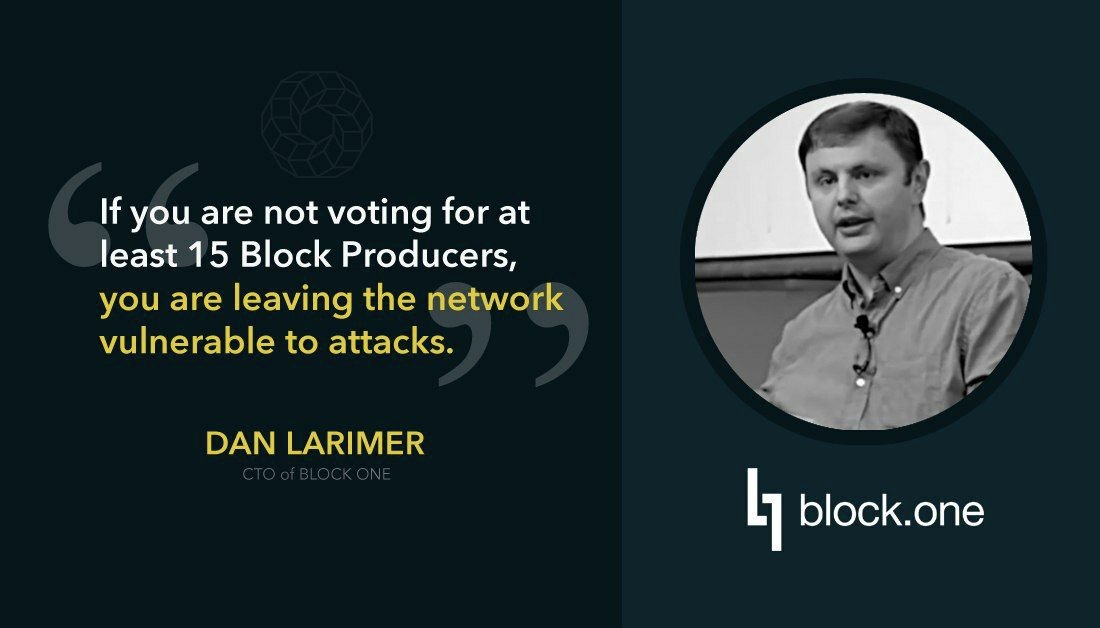 If you are not voting for at
least 15 Block Producers,
you are leaving the network
vulnerable to attacks.
DAN LARIMER
CTO of BLOCK ONE
block.one